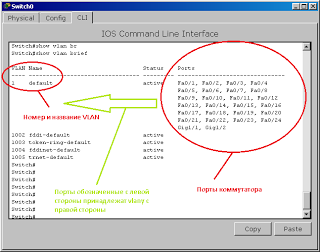 Switch0
Physical Config CLI
IOS Command Line Interface
Switch#show vlan br
Switch#show vlan brief
VLAN Name Status Ports
1 default active Fa0/1, Fa0/2, Fa0/3, Fa0/4
Fa0/5, Fa0/6, Fa0/7, Fa0/8
Fa0/9, Fa0/10, Fa0/11, Fa0/12
Fa0/13, Fa0/14, Fa0/15, Fa0/16
Fa0/17, Fa0/18, Fa0/19, Fa0/20
Fa0/21, Fa0/22, Fa0/23, Fa0/24
Gig1/1, Gig1/2
Номер и название VLAN
1002 fddi-default active
1003 token-ring-default active
1004 fddinet-default active
1005 trnet-default active
Порты обозначенные с левой
стороны принадлежат vlany с
правой стороны
Порты коммутатора
Switch#
Switch#
Switch#
Switch#
Switch#
Switch#
Switch#
Copy Paste